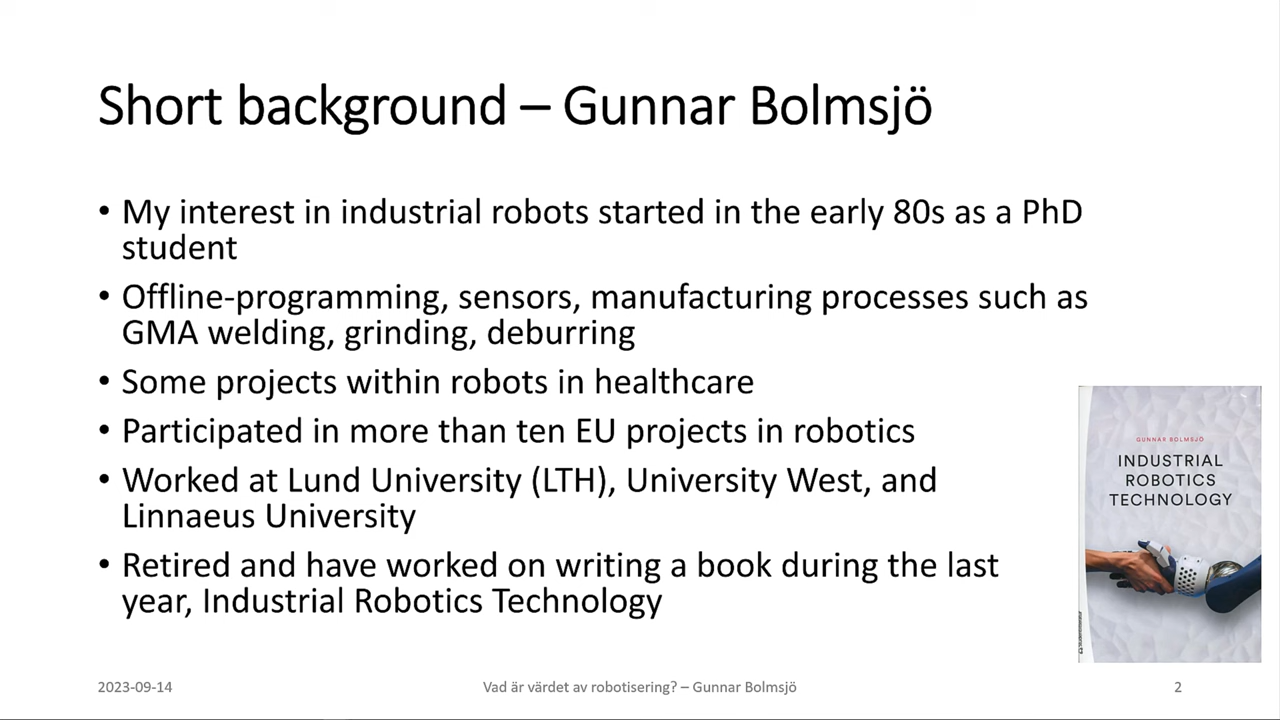 Short background – Gunnar Bolmsjö
• My interest in industrial robots started in the early 80s as a PhD
student
• Offline-programming, sensors, manufacturing processes such as
GMA welding, grinding, deburring
• Some projects within robots in healthcare
• Participated in more than ten EU projects in robotics
• Worked at Lund University (LTH), University West, and
Linnaeus University
• Retired and have worked on writing a book during the last
year, Industrial Robotics Technology
GUNNAR BOLMSJÖ
INDUSTRIAL
ROBOTICS
TECHNOLOGY
2023-09-14
Vad är värdet av robotisering? – Gunnar Bolmsjö
2